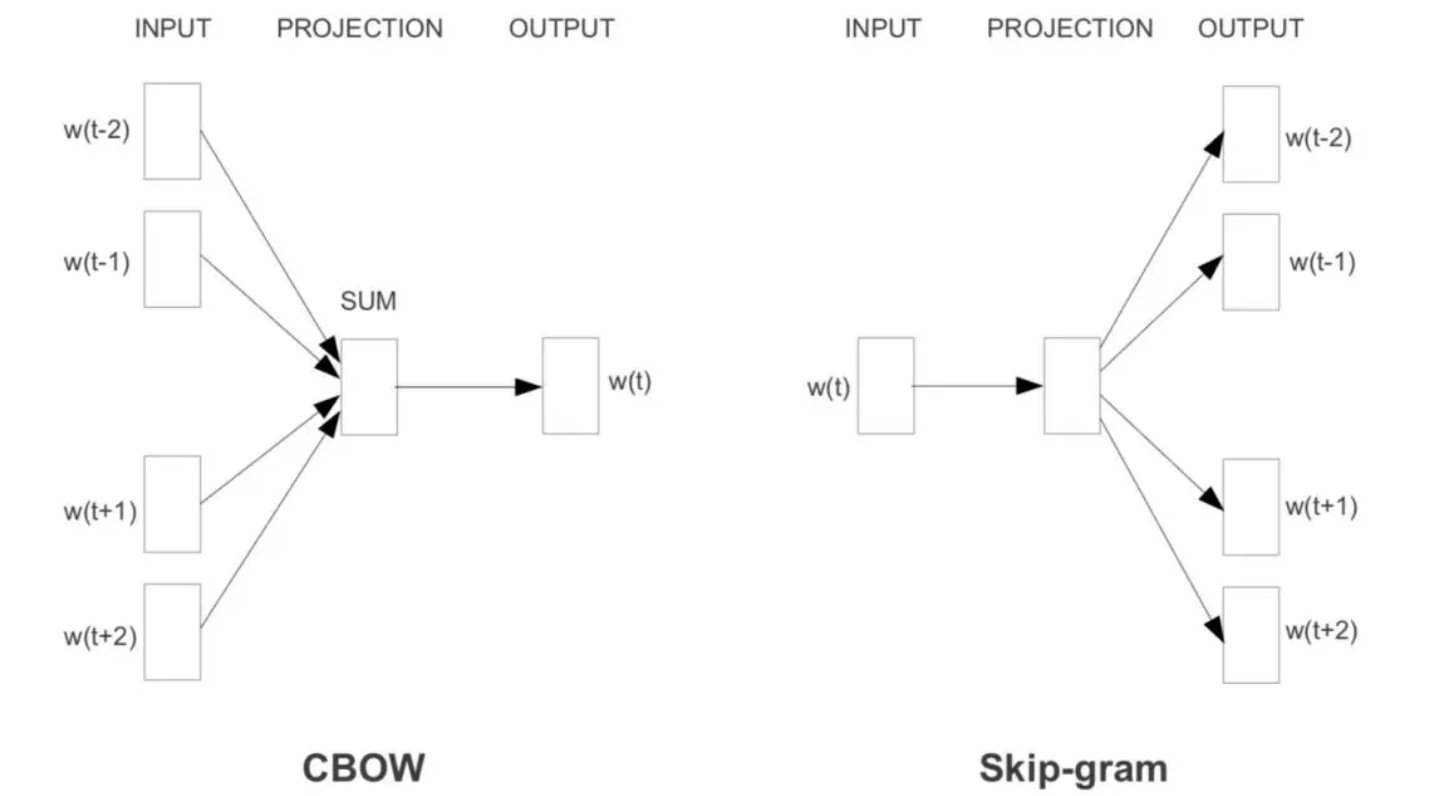 INPUT PROJECTION OUTPUT
w(t-2)
w(t-1)
SUM
w(t)
w(t+1)
w(t+2)
CBOW
INPUT PROJECTION OUTPUT
w(t-2)
w(t-1)
w(t)
w(t+1)
w(t+2)
Skip-gram